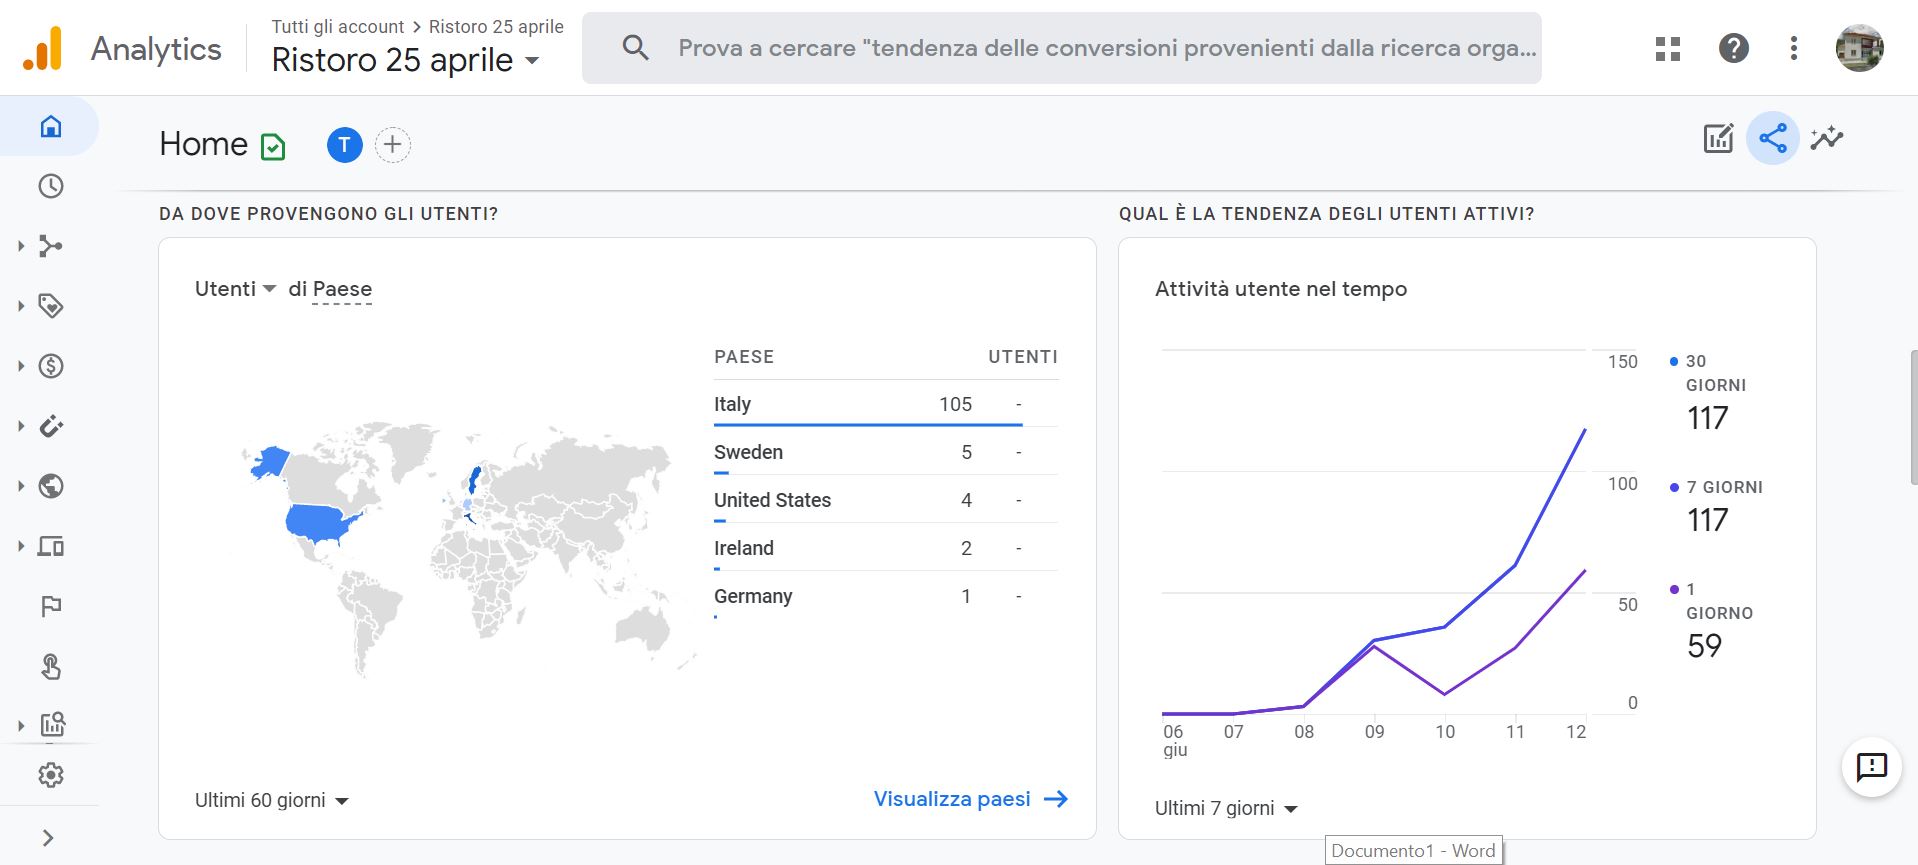 Analytics
Tutti gli account > Ristoro 25 aprile
Ristoro 25 aprile
Prova a cercare "tendenza delle conversioni provenienti dalla ricerca orga...
Home
T
DA DOVE PROVENGONO GLI UTENTI?
Utenti di Paese
PAESE UTENTI
Italy 105 -
Sweden 5 -
United States 4 -
Ireland 2 -
Germany 1 -
Ultimi 60 giorni
Visualizza paesi
QUAL È LA TENDENZA DEGLI UTENTI ATTIVI?
Attività utente nel tempo
150
100
50
0
06 07 08 09 10 11 12
giu
30
GIORNI
117
7 GIORNI
117
1
GIORNO
59
Ultimi 7 giorni
Documento1 - Word